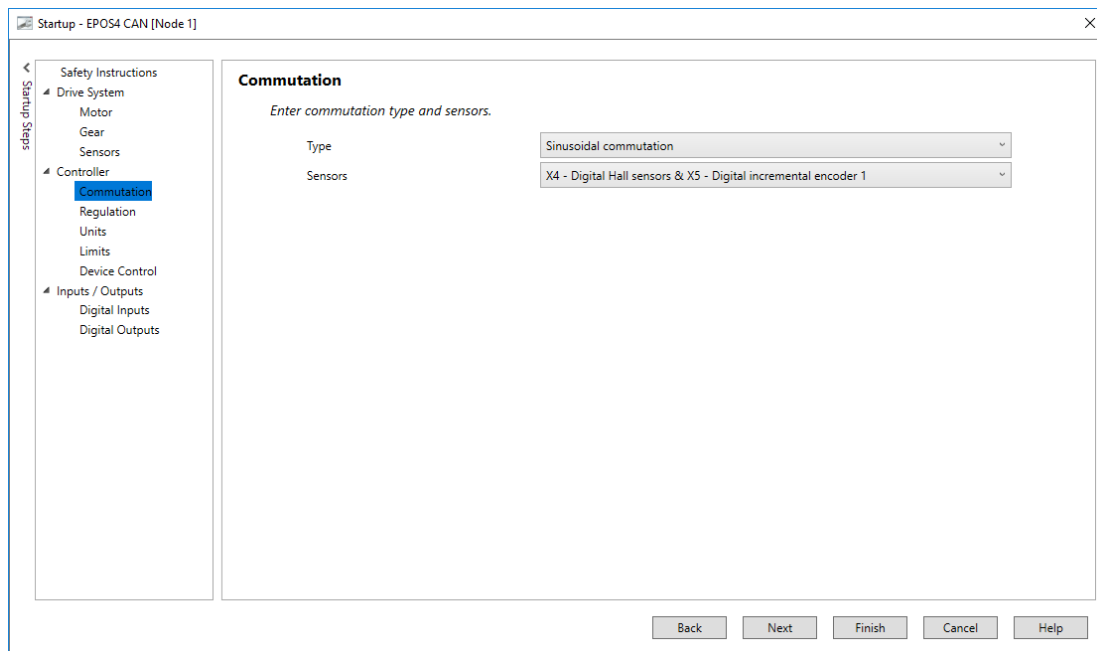 Startup - EPOS4 CAN [Node 1]
Startup Steps
Safety Instructions
Drive System
Motor
Gear
Sensors
Controller
Commutation
Regulation
Units
Limits
Device Control
Inputs / Outputs
Digital Inputs
Digital Outputs
Commutation
Enter commutation type and sensors.
Type Sinusoidal commutation
Sensors X4 - Digital Hall sensors & X5 - Digital incremental encoder 1
Back Next Finish Cancel Help